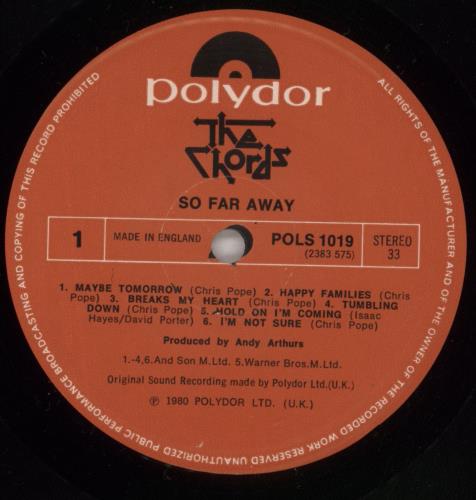 polydor
The
Chords
SO FAR AWAY
1 MADE IN ENGLAND POLS 1019 STEREO
(2383 575) 33
1. MAYBE TOMORROW (Chris Pope) 2. HAPPY FAMILIES (Chris
Pope) 3. BREAKS MY HEART (Chris Pope) 4. TUMBLING
DOWN (Chris Pope) 5. HOLD ON I'M COMING (Isaac
Hayes/David Porter) 6. I'M NOT SURE (Chris Pope)
Produced by Andy Arthurs
1.-4,6. And Son M.Ltd. 5.Warner Bros.M.Ltd.
Original Sound Recording made by Polydor Ltd.(U.K.)
℗ 1980 POLYDOR LTD. (U.K.)
ALL RIGHTS OF THE MANUFACTURER AND OF THE OWNER OF THE RECORDED WORK RESERVED UNAUTHORIZED PUBLIC PERFORMANCE BROADCASTING AND COPYING OF THIS RECORD PROHIBITED